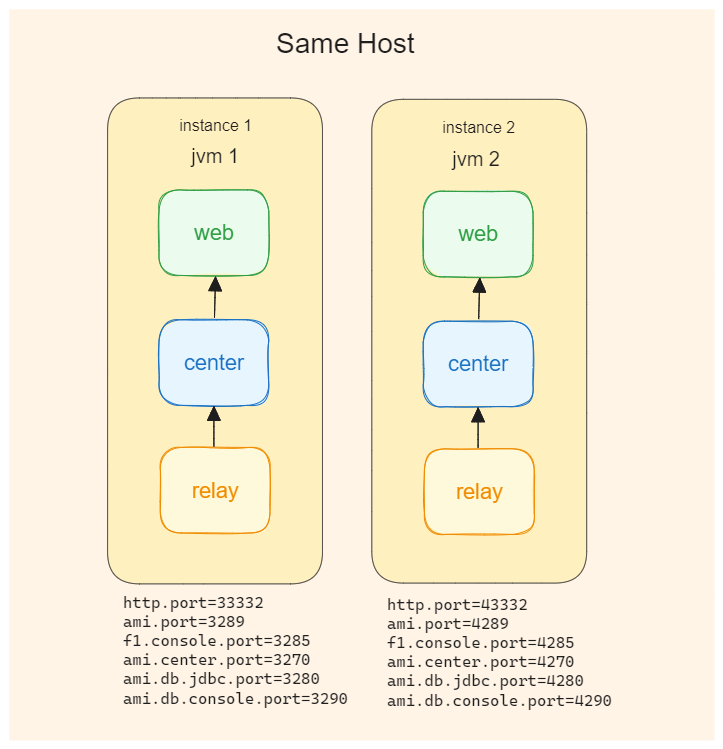 Same Host
instance 1
jvm 1
web
center
relay
http.port=33332
ami.port=3289
f1.console.port=3285
ami.center.port=3270
ami.db.jdbc.port=3280
ami.db.console.port=3290
instance 2
jvm 2
web
center
relay
http.port=43332
ami.port=4289
f1.console.port=4285
ami.center.port=4270
ami.db.jdbc.port=4280
ami.db.console.port=4290